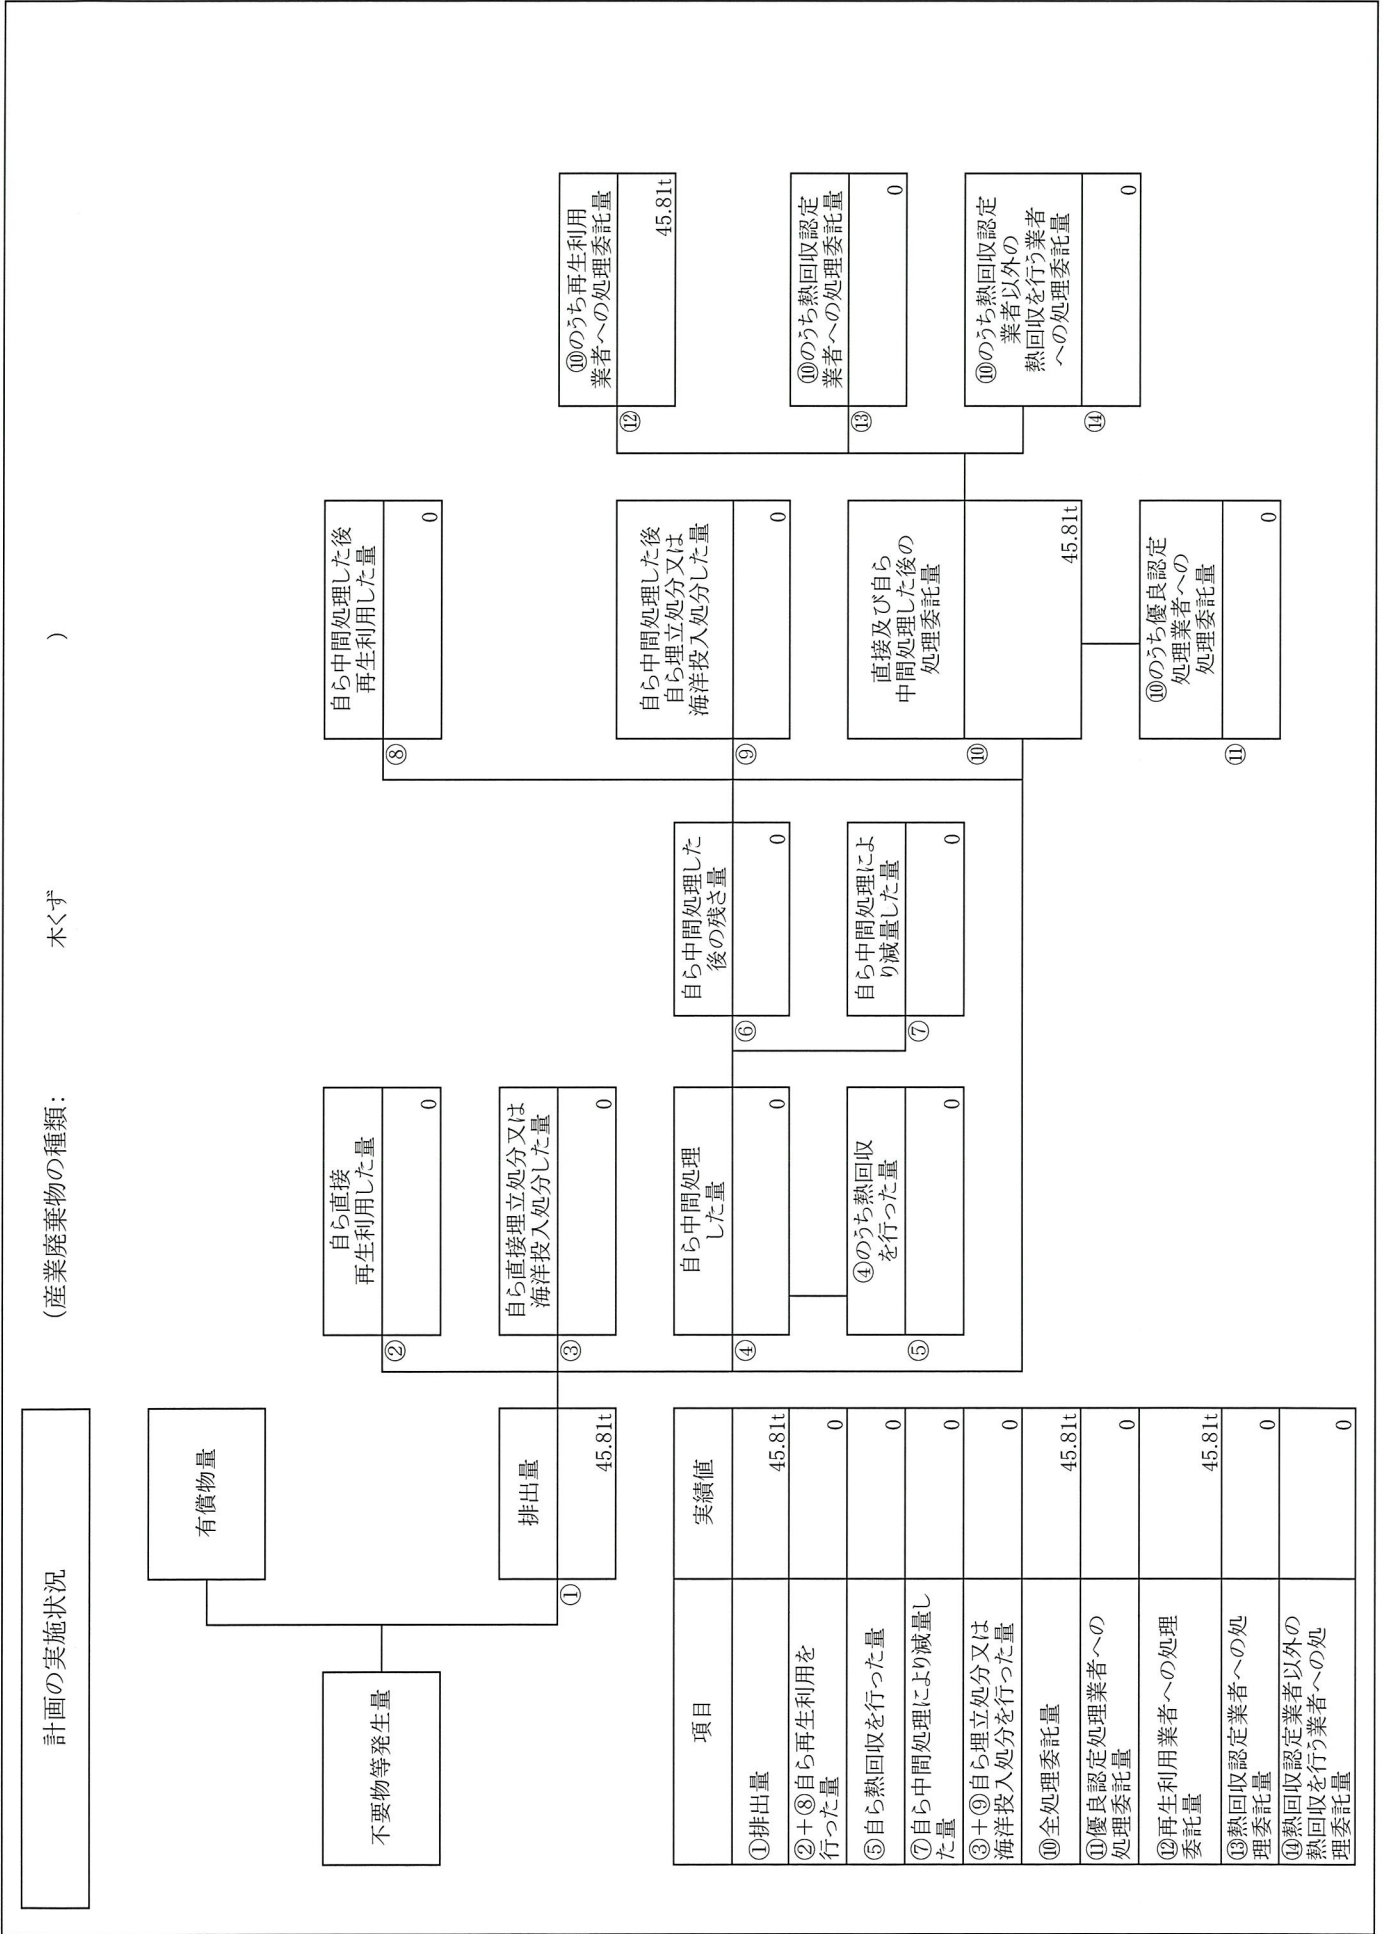 計画の実施状況
(産業廃棄物の種類: 木くず )
有償物量
不要物等発生量
排出量
①
45.81t
自ら直接
再生利用した量
②
0
自ら直接埋立処分又は
海洋投入処分した量
③
0
自ら中間処理
した量
④
0
④のうち熱回収
を行った量
⑤
0
自ら中間処理した
後の残さ量
⑥
0
自ら中間処理によ
り減量した量
⑦
0
自ら中間処理した後
再生利用した量
⑧
0
自ら中間処理した後
自ら埋立処分又は
海洋投入処分した量
⑨
0
直接及び自ら
中間処理した後の
処理委託量
⑩
45.81t
⑩のうち優良認定
処理業者への
処理委託量
⑪
0
⑩のうち再生利用
業者への処理委託量
⑫
45.81t
⑩のうち熱回収認定
業者への処理委託量
⑬
0
⑩のうち熱回収認定
業者以外の
熱回収を行う業者
への処理委託量
⑭
0
項目 実績値
①排出量 45.81t
②+⑧自ら再生利用を
行った量 0
⑤自ら熱回収を行った量 0
⑦自ら中間処理により減量し
た量 0
③+⑨自ら埋立処分又は
海洋投入処分を行った量 0
⑩全処理委託量 45.81t
⑪優良認定処理業者への
処理委託量 0
⑫再生利用業者への処理
委託量 45.81t
⑬熱回収認定業者への処
理委託量 0
⑭熱回収認定業者以外の
熱回収を行う業者への処
理委託量 0